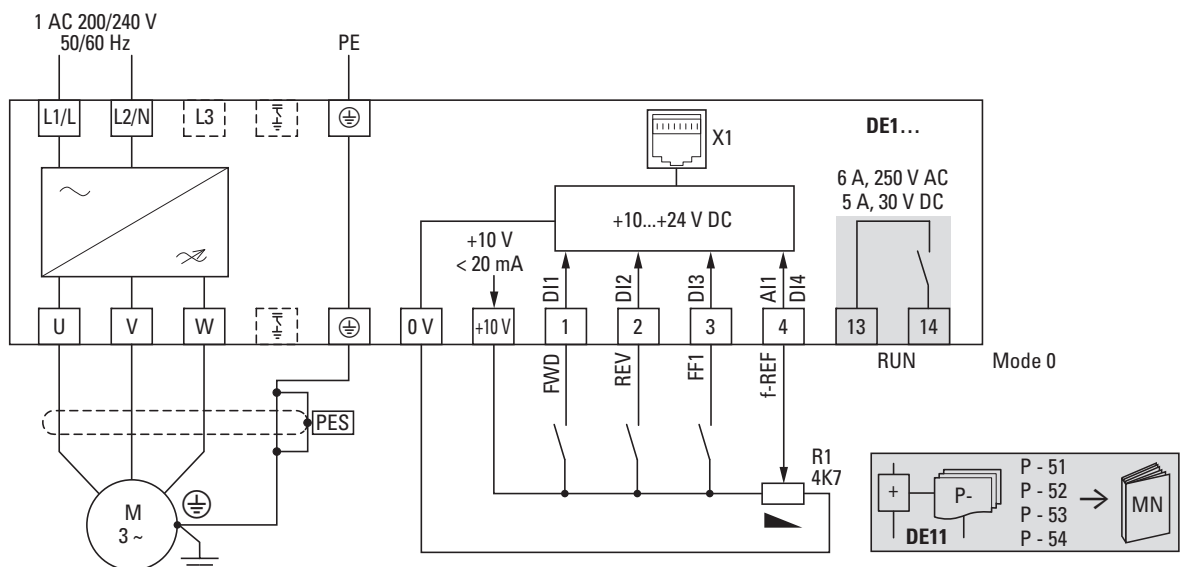 1 AC 200/240 V
50/60 Hz
PE
L1/L
L2/N
L3
X1
DE1…
6 A, 250 V AC
5 A, 30 V DC
+10…+24 V DC
+10 V
< 20 mA
DI1
DI2
DI3
AI1
DI4
U
V
W
0 V
+10 V
1
2
3
4
13
14
FWD
REV
FF1
f-REF
RUN
Mode 0
PES
R1
4K7
M
3 ~
+
P-
DE11
P - 51
P - 52
P - 53
P - 54
MN